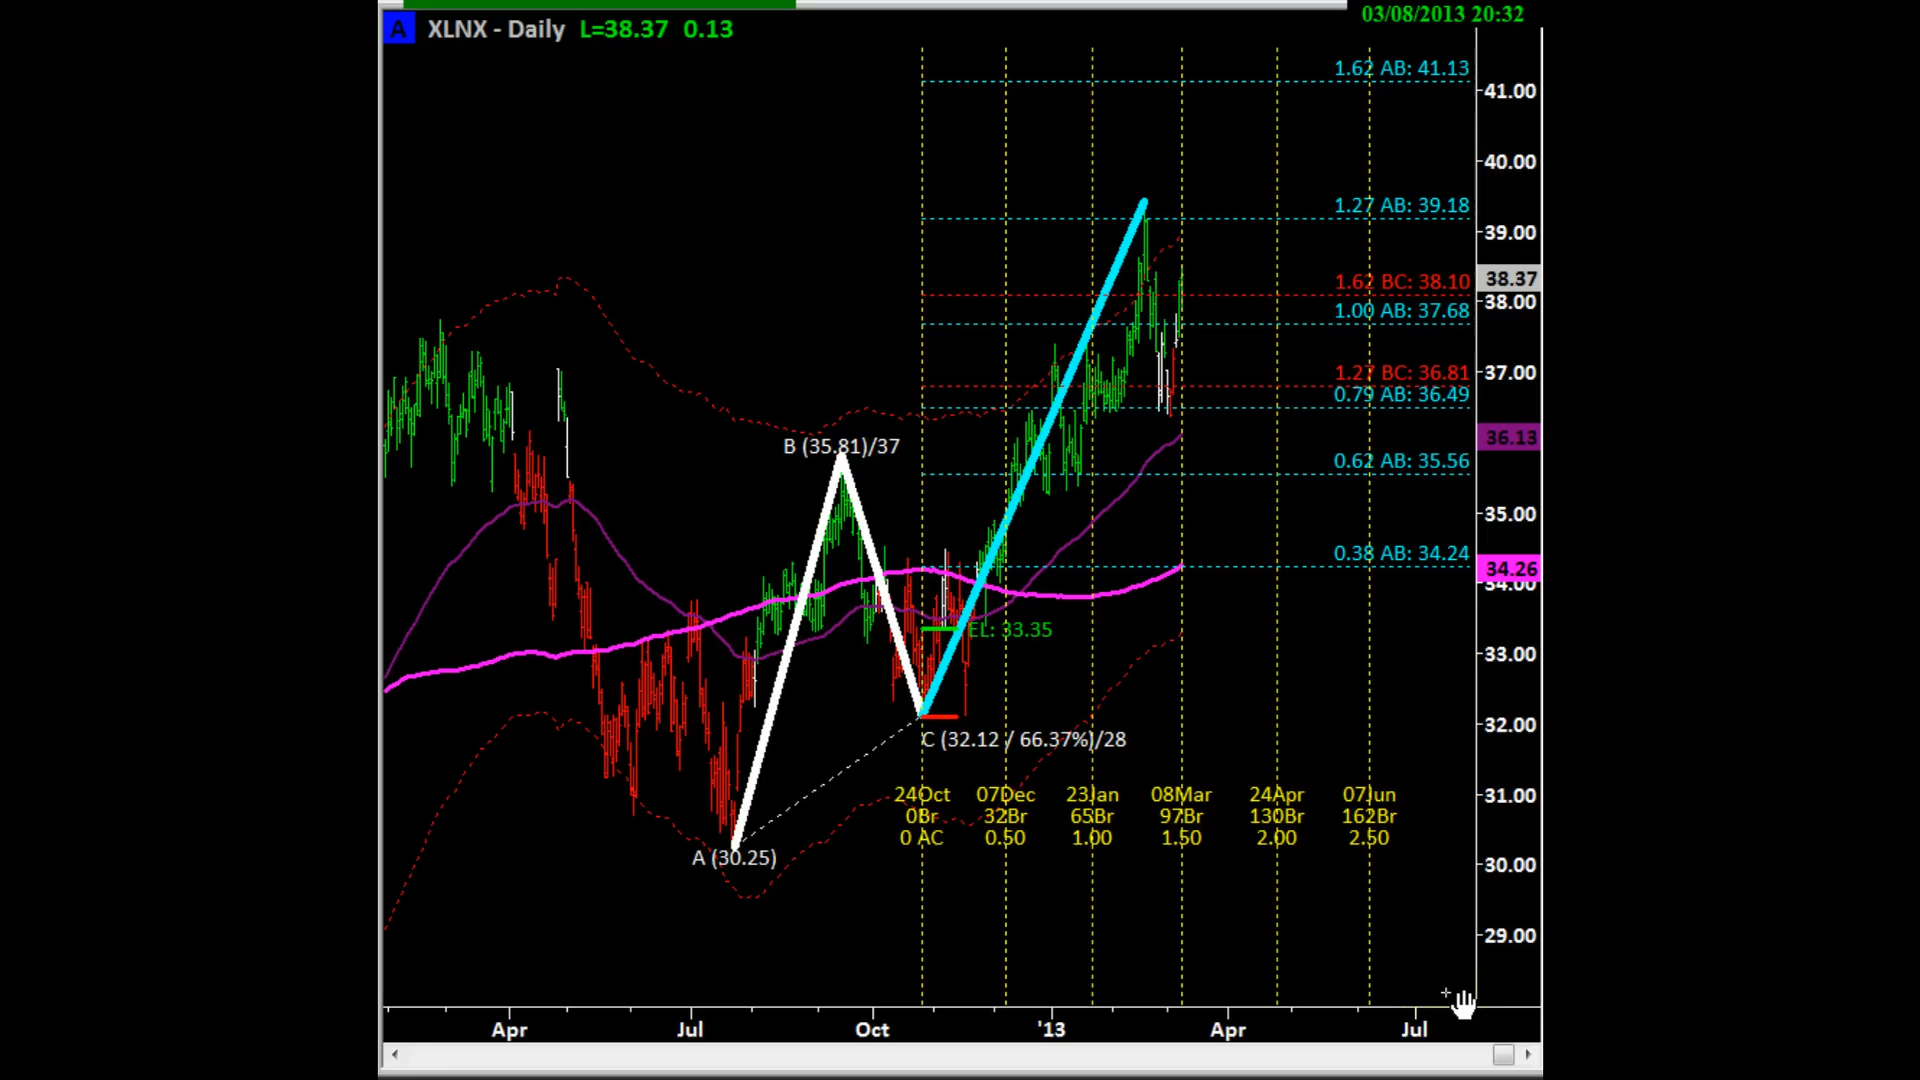 03/08/2013 20:32
A XLNX - Daily L=38.37 0.13
1.62 AB: 41.13
41.00
40.00
1.27 AB: 39.18
39.00
1.62 BC: 38.10
38.37
38.00
1.00 AB: 37.68
1.27 BC: 36.81
37.00
0.79 AB: 36.49
B (35.81)/37
36.13
0.62 AB: 35.56
35.00
0.38 AB: 34.24
34.26
34.00
EL: 33.35
33.00
32.00
C (32.12 / 66.37%)/28
24Oct 07Dec 23Jan 08Mar 24Apr 07Jun
31.00
0Br 32Br 65Br 97Br 130Br 162Br
0 AC 0.50 1.00 1.50 2.00 2.50
A (30.25)
30.00
29.00
Apr Jul Oct '13 Apr Jul